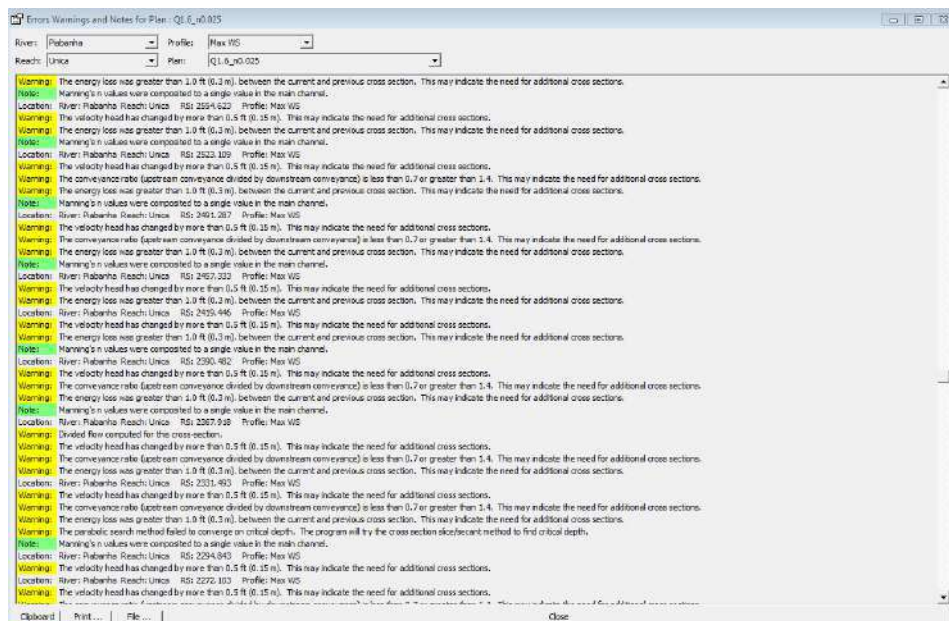 Errors Warnings and Notes for Plan : Q1.6_n0.025
River: Piabanha Profile: Max WS
Reach: Unica Plan: Q1.6_n0.025
Warning: The energy loss was greater than 1.0 ft (0.3 m). between the current and previous cross section. This may indicate the need for additional cross sections.
Note: Manning's n values were composited to a single value in the main channel.
Location: River: Piabanha Reach: Unica RS: 2554.623 Profile: Max WS
Warning: The velocity head has changed by more than 0.5 ft (0.15 m). This may indicate the need for additional cross sections.
Warning: The energy loss was greater than 1.0 ft (0.3 m). between the current and previous cross section. This may indicate the need for additional cross sections.
Note: Manning's n values were composited to a single value in the main channel.
Location: River: Piabanha Reach: Unica RS: 2523.109 Profile: Max WS
Warning: The velocity head has changed by more than 0.5 ft (0.15 m). This may indicate the need for additional cross sections.
Warning: The conveyance ratio (upstream conveyance divided by downstream conveyance) is less than 0.7 or greater than 1.4. This may indicate the need for additional cross sections.
Warning: The energy loss was greater than 1.0 ft (0.3 m). between the current and previous cross section. This may indicate the need for additional cross sections.
Note: Manning's n values were composited to a single value in the main channel.
Location: River: Piabanha Reach: Unica RS: 2491.287 Profile: Max WS
Warning: The velocity head has changed by more than 0.5 ft (0.15 m). This may indicate the need for additional cross sections.
Warning: The conveyance ratio (upstream conveyance divided by downstream conveyance) is less than 0.7 or greater than 1.4. This may indicate the need for additional cross sections.
Warning: The energy loss was greater than 1.0 ft (0.3 m). between the current and previous cross section. This may indicate the need for additional cross sections.
Note: Manning's n values were composited to a single value in the main channel.
Location: River: Piabanha Reach: Unica RS: 2457.333 Profile: Max WS
Warning: The velocity head has changed by more than 0.5 ft (0.15 m). This may indicate the need for additional cross sections.
Warning: The energy loss was greater than 1.0 ft (0.3 m). between the current and previous cross section. This may indicate the need for additional cross sections.
Location: River: Piabanha Reach: Unica RS: 2419.446 Profile: Max WS
Warning: The velocity head has changed by more than 0.5 ft (0.15 m). This may indicate the need for additional cross sections.
Warning: The energy loss was greater than 1.0 ft (0.3 m). between the current and previous cross section. This may indicate the need for additional cross sections.
Note: Manning's n values were composited to a single value in the main channel.
Location: River: Piabanha Reach: Unica RS: 2390.482 Profile: Max WS
Warning: The velocity head has changed by more than 0.5 ft (0.15 m). This may indicate the need for additional cross sections.
Warning: The conveyance ratio (upstream conveyance divided by downstream conveyance) is less than 0.7 or greater than 1.4. This may indicate the need for additional cross sections.
Warning: The energy loss was greater than 1.0 ft (0.3 m). between the current and previous cross section. This may indicate the need for additional cross sections.
Note: Manning's n values were composited to a single value in the main channel.
Location: River: Piabanha Reach: Unica RS: 2367.918 Profile: Max WS
Warning: Divided flow computed for the cross-section.
Warning: The velocity head has changed by more than 0.5 ft (0.15 m). This may indicate the need for additional cross sections.
Warning: The conveyance ratio (upstream conveyance divided by downstream conveyance) is less than 0.7 or greater than 1.4. This may indicate the need for additional cross sections.
Warning: The energy loss was greater than 1.0 ft (0.3 m). between the current and previous cross section. This may indicate the need for additional cross sections.
Location: River: Piabanha Reach: Unica RS: 2331.493 Profile: Max WS
Warning: The velocity head has changed by more than 0.5 ft (0.15 m). This may indicate the need for additional cross sections.
Warning: The conveyance ratio (upstream conveyance divided by downstream conveyance) is less than 0.7 or greater than 1.4. This may indicate the need for additional cross sections.
Warning: The energy loss was greater than 1.0 ft (0.3 m). between the current and previous cross section. This may indicate the need for additional cross sections.
Warning: The parabolic search method failed to converge on critical depth. The program will try the cross section slice/secant method to find critical depth.
Note: Manning's n values were composited to a single value in the main channel.
Location: River: Piabanha Reach: Unica RS: 2294.843 Profile: Max WS
Warning: The velocity head has changed by more than 0.5 ft (0.15 m). This may indicate the need for additional cross sections.
Location: River: Piabanha Reach: Unica RS: 2272.163 Profile: Max WS
Warning: The velocity head has changed by more than 0.5 ft (0.15 m). This may indicate the need for additional cross sections.
Clipboard Print ... File ... Close